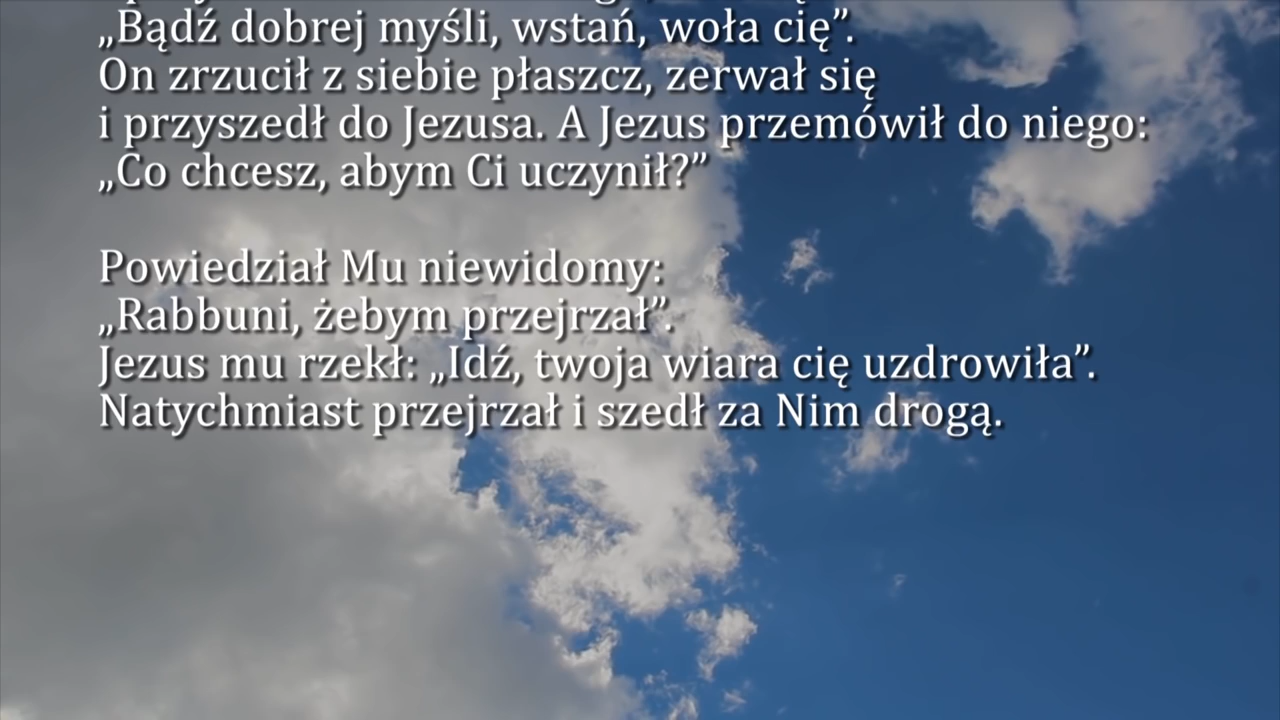 „Bądź dobrej myśli, wstań, woła cię”.
On zrzucił z siebie płaszcz, zerwał się
i przyszedł do Jezusa. A Jezus przemówił do niego:
„Co chcesz, abym Ci uczynił?”
Powiedział Mu niewidomy:
„Rabbuni, żebym przejrzał”.
Jezus mu rzekł: „Idź, twoja wiara cię uzdrowiła”.
Natychmiast przejrzał i szedł za Nim drogą.